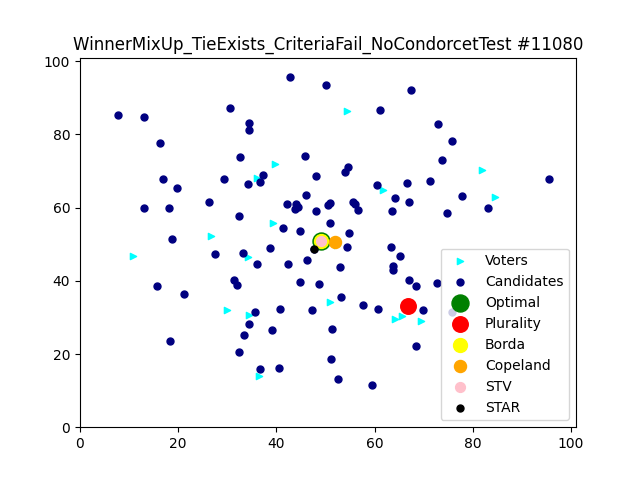 WinnerMixUp_TieExists_CriteriaFail_NoCondorcetTest #11080
100
80
60
40
20
0
0 20 40 60 80 100
Voters
Candidates
Optimal
Plurality
Borda
Copeland
STV
STAR